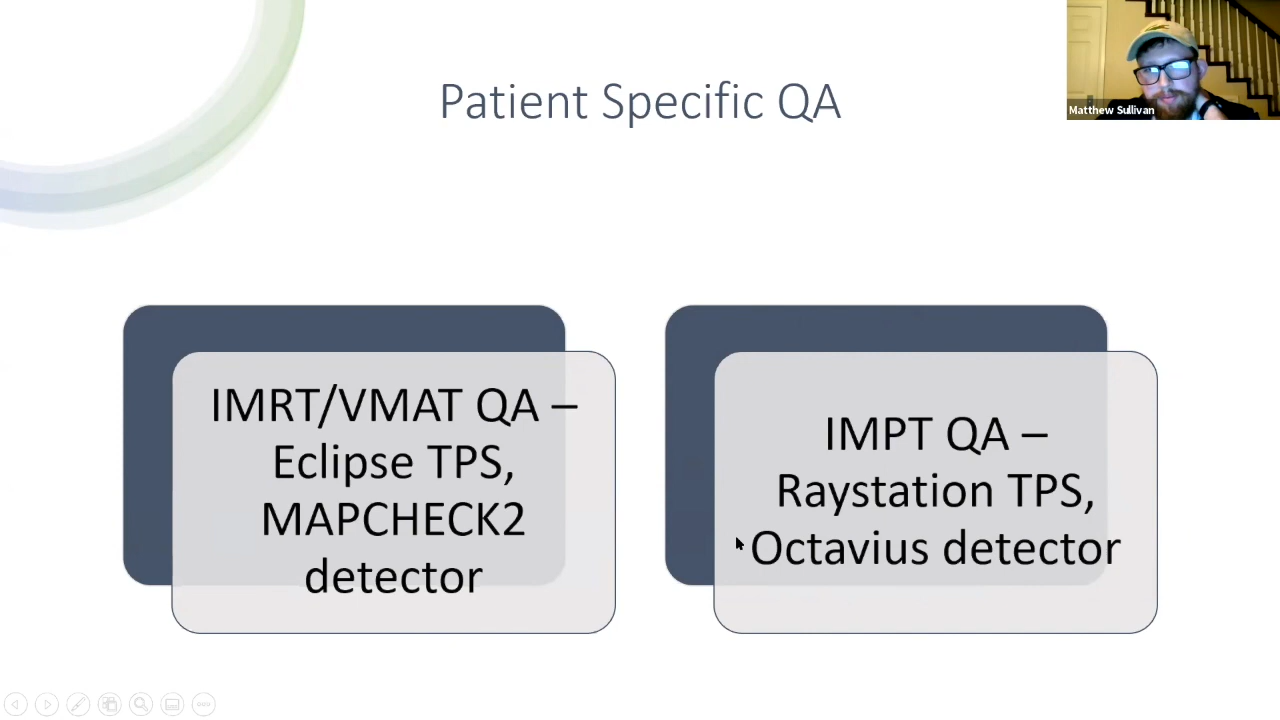 Patient Specific QA
Matthew Sullivan
IMRT/VMAT QA –
Eclipse TPS,
MAPCHECK2
detector
IMPT QA –
Raystation TPS,
Octavius detector